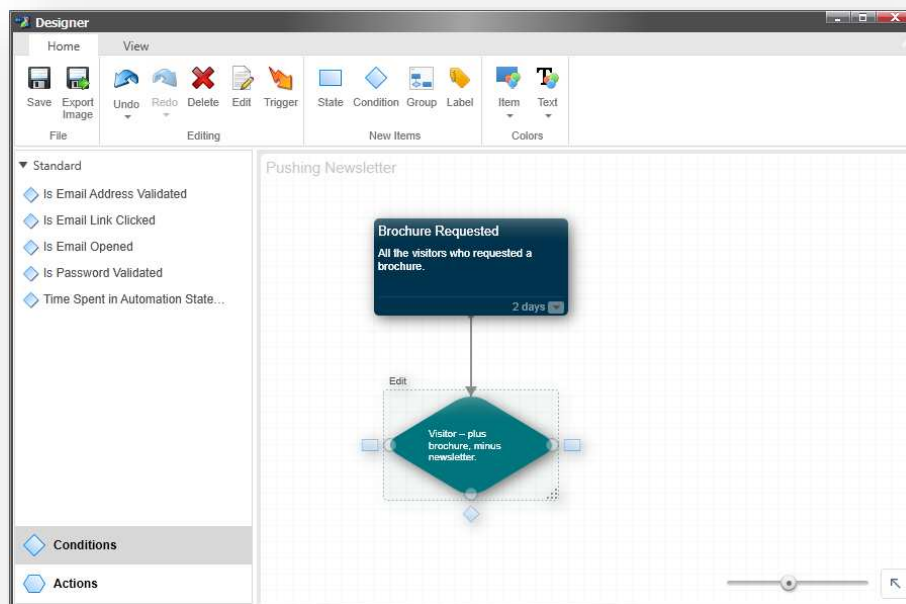 Designer
Home View
Save Export Image Undo Redo Delete Edit Trigger State Condition Group Label Item Text
File Editing New Items Colors
Standard
Is Email Address Validated
Is Email Link Clicked
Is Email Opened
Is Password Validated
Time Spent in Automation State...
Conditions
Actions
Pushing Newsletter
Brochure Requested
All the visitors who requested a
brochure.
2 days
Edit
Visitor – plus
brochure, minus
newsletter.